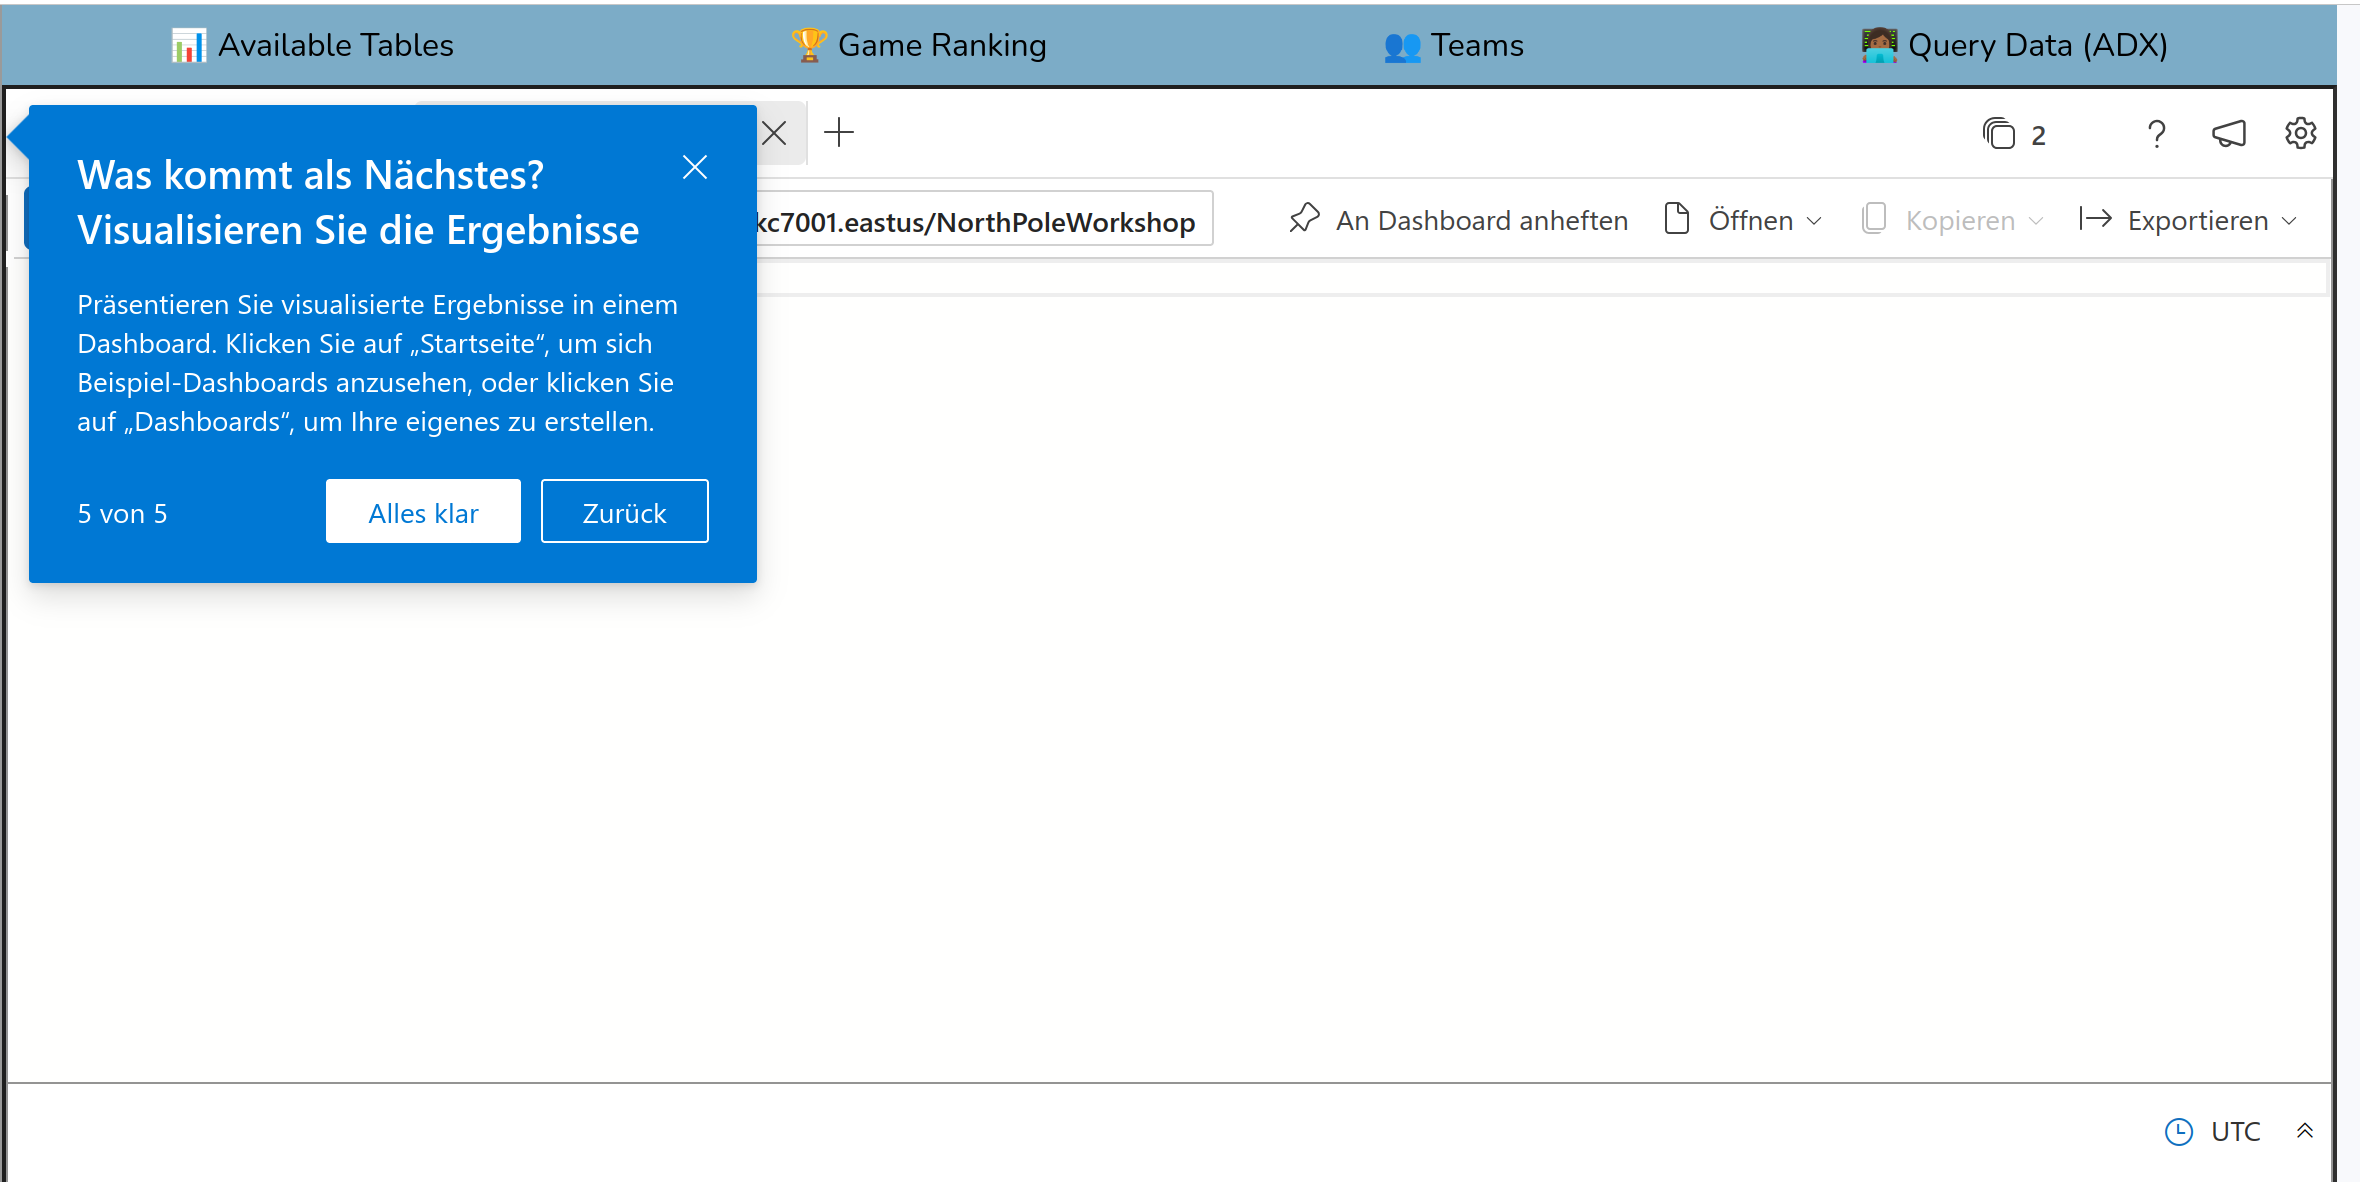 Available Tables
Game Ranking
Teams
Query Data (ADX)
2
Was kommt als Nächstes?
Visualisieren Sie die Ergebnisse
Präsentieren Sie visualisierte Ergebnisse in einem
Dashboard. Klicken Sie auf „Startseite“, um sich
Beispiel-Dashboards anzusehen, oder klicken Sie
auf „Dashboards“, um Ihre eigenes zu erstellen.
5 von 5
Alles klar
Zurück
kc7001.eastus/NorthPoleWorkshop
An Dashboard anheften
Öffnen
Kopieren
Exportieren
UTC